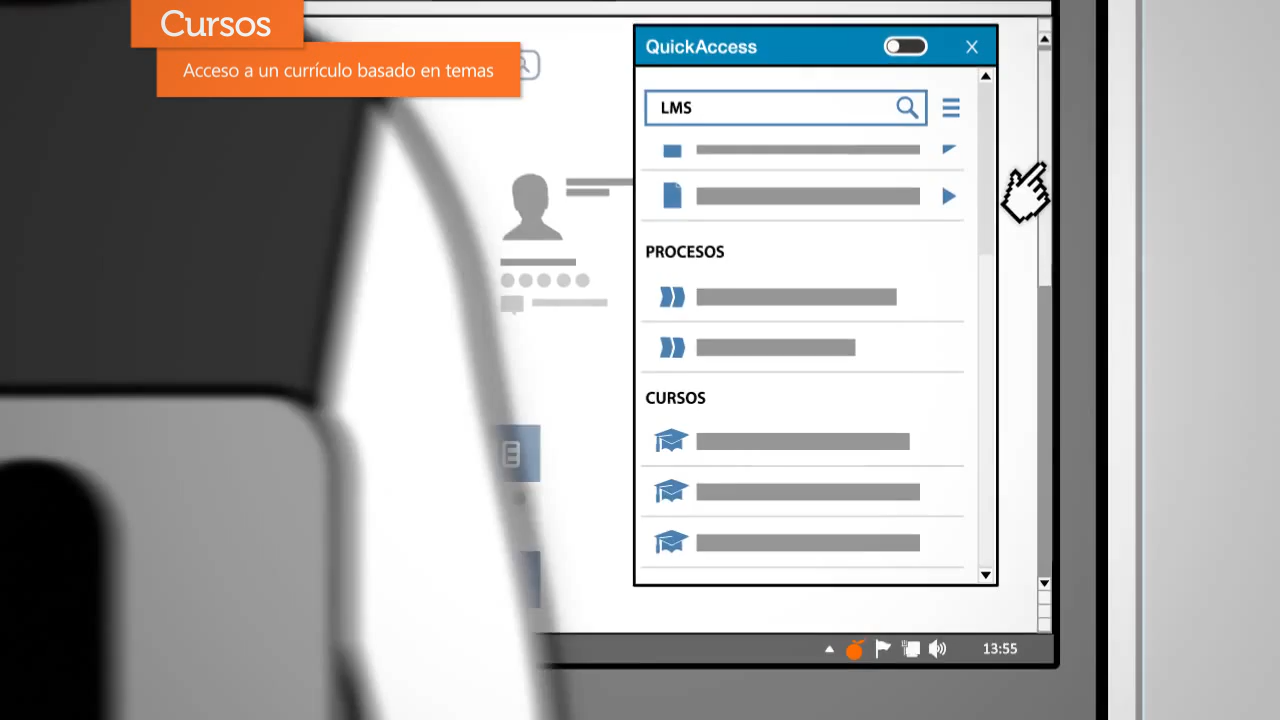 Cursos
Acceso a un currículo basado en temas
QuickAccess
LMS
PROCESOS
CURSOS
13:55